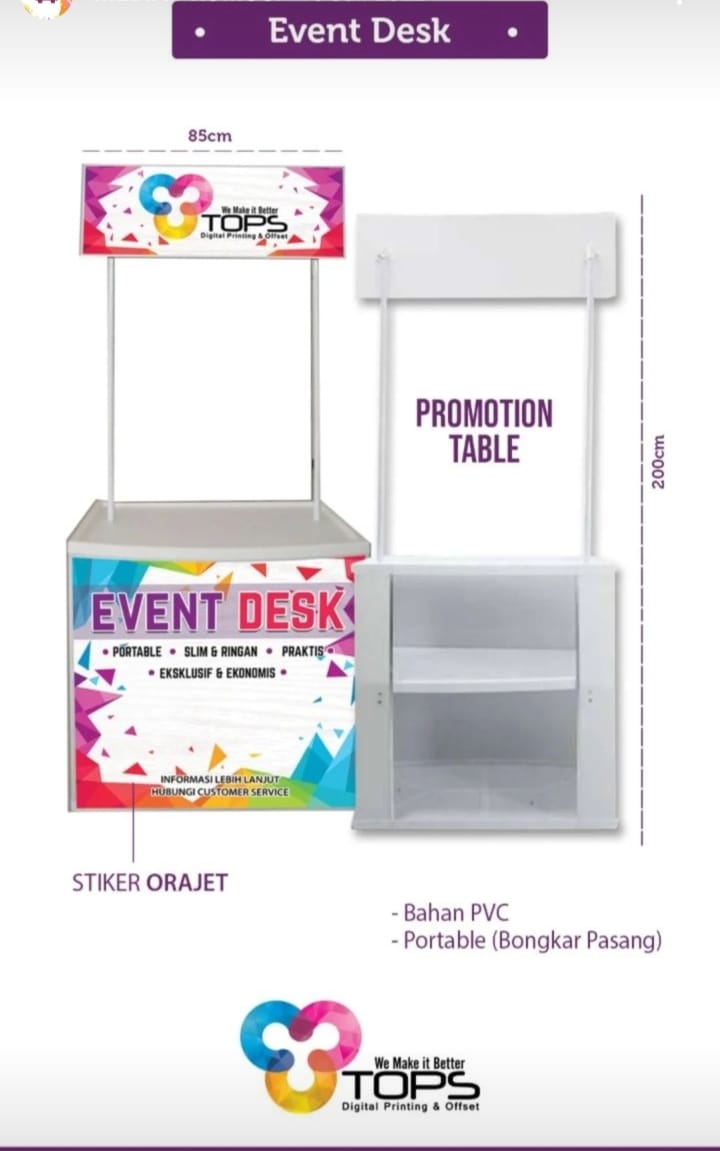 • Event Desk •
85cm
We Make it Better
TOPS
Digital Printing & Offset
PROMOTION
TABLE
200cm
EVENT DESK
• PORTABLE • SLIM & RINGAN • PRAKTIS •
• EKSKLUSIF & EKONOMIS •
INFORMASI LEBIH LANJUT
HUBUNGI CUSTOMER SERVICE
STIKER ORAJET
- Bahan PVC
- Portable (Bongkar Pasang)
We Make it Better
TOPS
Digital Printing & Offset